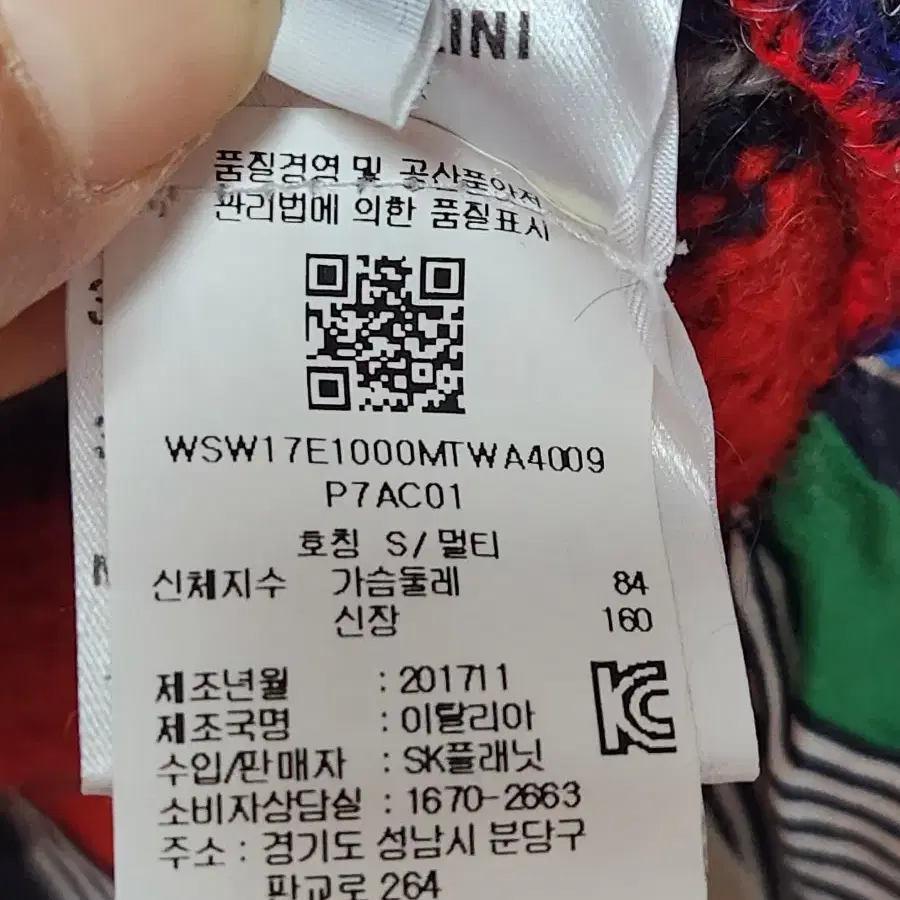 INI
품질경영 및 공산품안전
관리법에 의한 품질표시
WSW17E1000MTWA4009
P7AC01
호칭 S/멀티
신체지수 가슴둘레 84
신장 160
제조년월 : 201711
제조국명 : 이탈리아
수입/판매자 : SK플래닛
소비자상담실 : 1670-2663
주소 : 경기도 성남시 분당구
판교로 264
KC